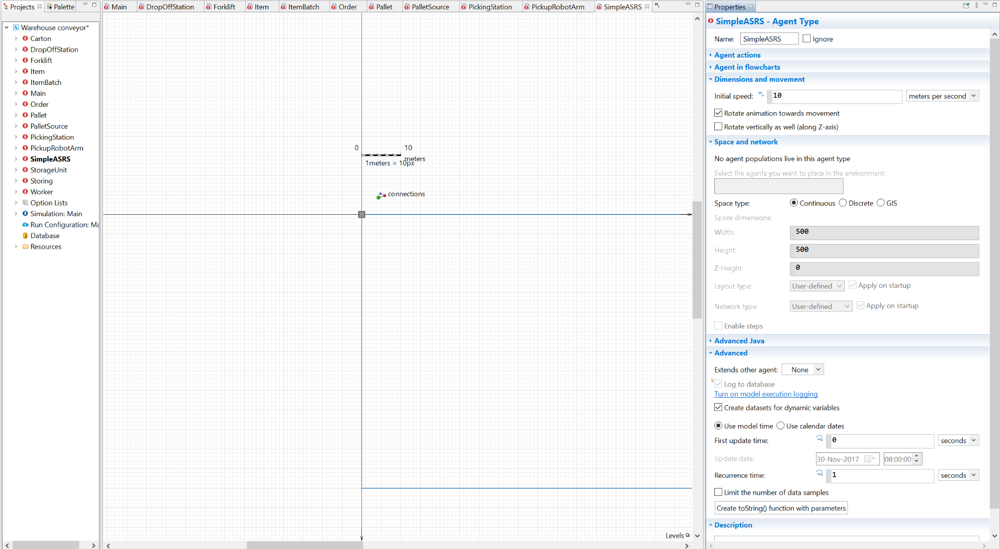 Projects Palette
Main DropOffStation Forklift Item ItemBatch Order Pallet PalletSource PickingStation PickupRobotArm SimpleASRS »1
Properties
Warehouse conveyor*
Carton
DropOffStation
Forklift
Item
ItemBatch
Main
Order
Pallet
PalletSource
PickingStation
PickupRobotArm
SimpleASRS
StorageUnit
Storing
Worker
Option Lists
Simulation: Main
Run Configuration: Ma
Database
Resources
0 10
meters
1meters = 10px
connections
Levels
SimpleASRS - Agent Type
Name: SimpleASRS Ignore
Agent actions
Agent in flowcharts
Dimensions and movement
Initial speed: 10 meters per second
Rotate animation towards movement
Rotate vertically as well (along Z-axis)
Space and network
No agent populations live in this agent type
Select the agents you want to place in the environment:
Space type: Continuous Discrete GIS
Space dimensions:
Width: 500
Height: 500
Z-Height: 0
Layout type: User-defined Apply on startup
Network type: User-defined Apply on startup
Enable steps
Advanced Java
Advanced
Extends other agent: None
Log to database
Turn on model execution logging
Create datasets for dynamic variables
Use model time Use calendar dates
First update time: 0 seconds
Update date: 30-Nov-2017 08:00:00
Recurrence time: 1 seconds
Limit the number of data samples
Create toString() function with parameters
Description